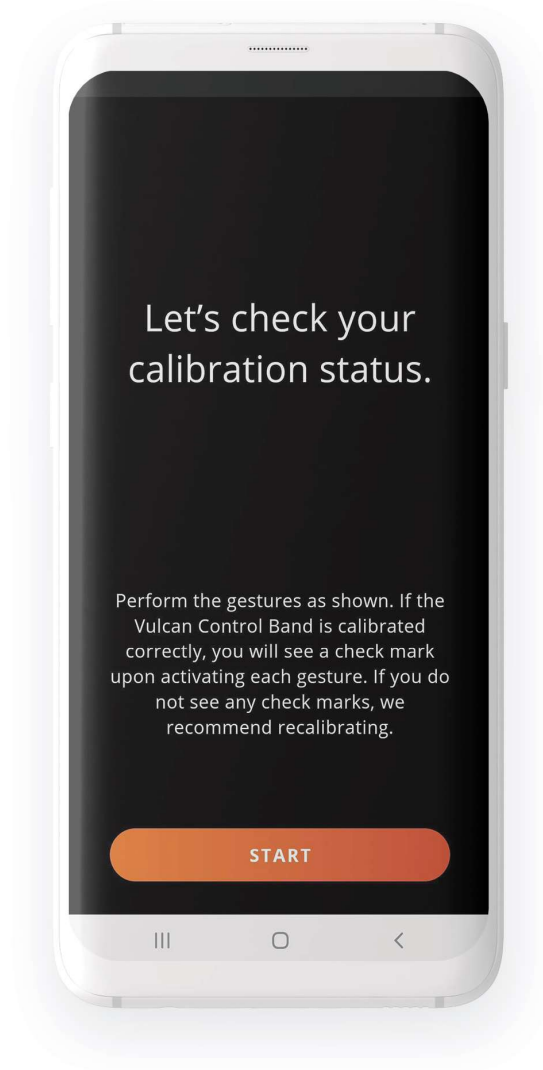 Let’s check your
calibration status.
Perform the gestures as shown. If the
Vulcan Control Band is calibrated
correctly, you will see a check mark
upon activating each gesture. If you do
not see any check marks, we
recommend recalibrating.
START